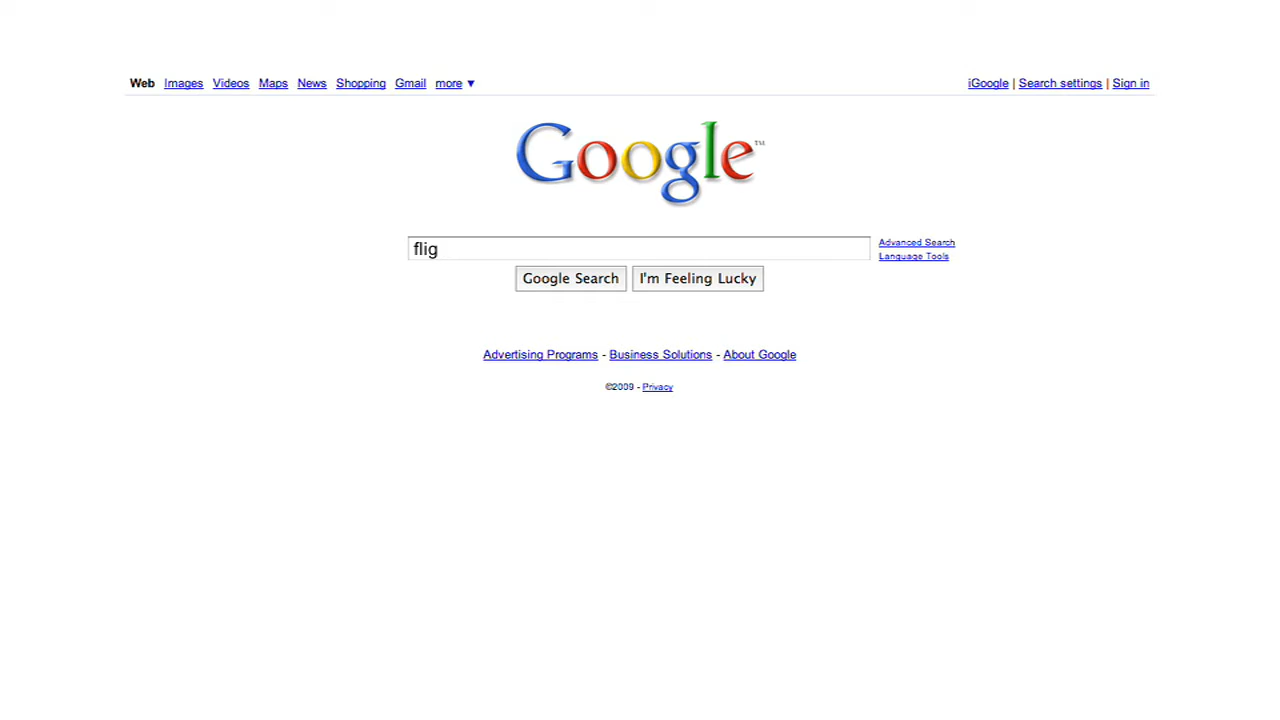 Web Images Videos Maps News Shopping Gmail more ▼ iGoogle | Search settings | Sign in
Google™
flig
Advanced Search
Language Tools
Google Search I'm Feeling Lucky
Advertising Programs - Business Solutions - About Google
©2009 - Privacy